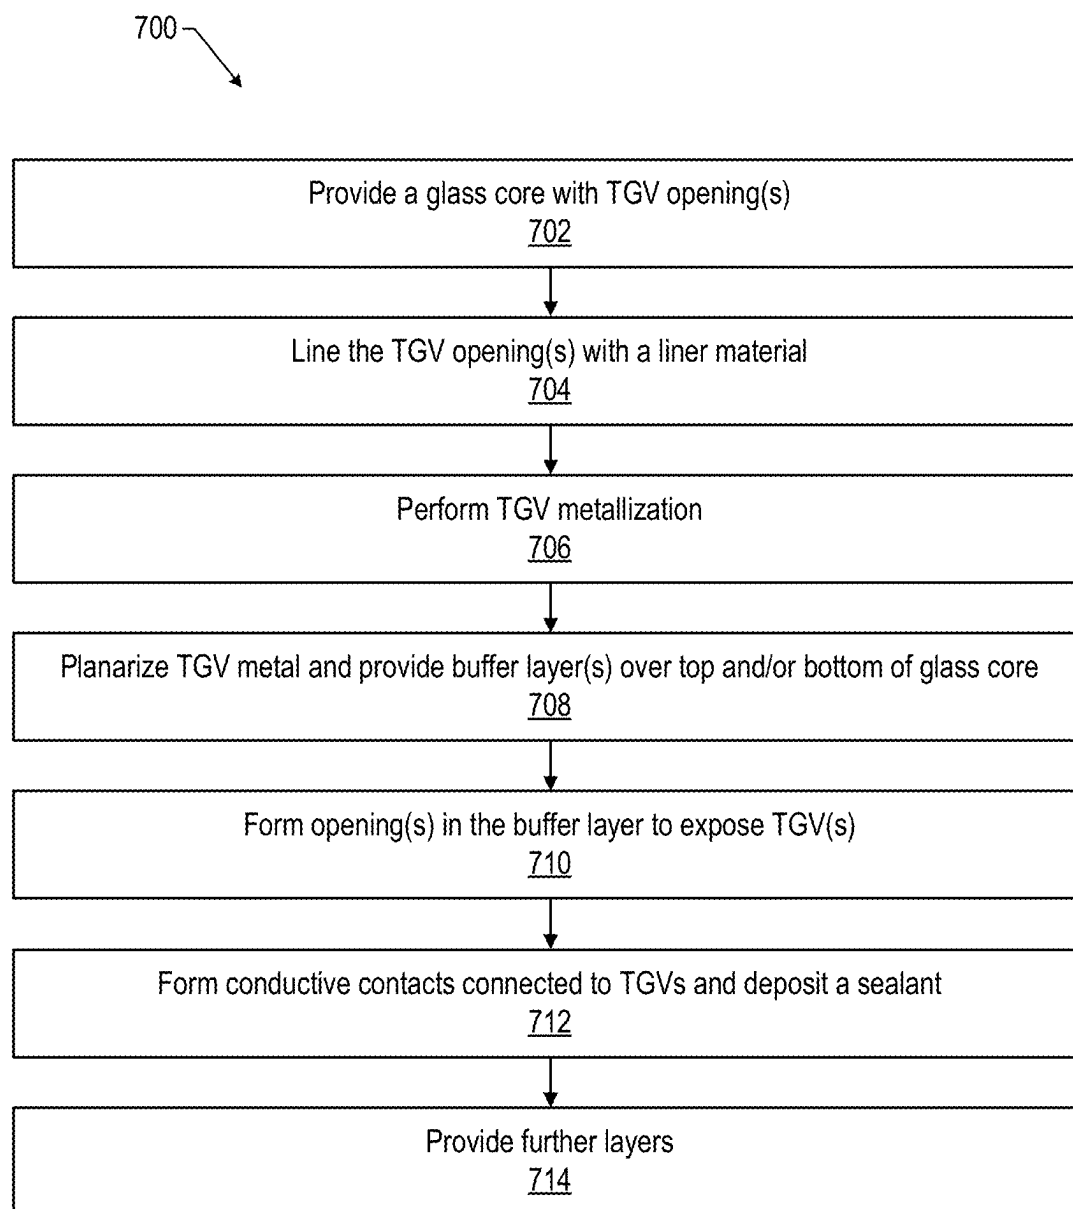 700
Provide a glass core with TGV opening(s)
702
Line the TGV opening(s) with a liner material
704
Perform TGV metallization
706
Planarize TGV metal and provide buffer layer(s) over top and/or bottom of glass core
708
Form opening(s) in the buffer layer to expose TGV(s)
710
Form conductive contacts connected to TGVs and deposit a sealant
712
Provide further layers
714